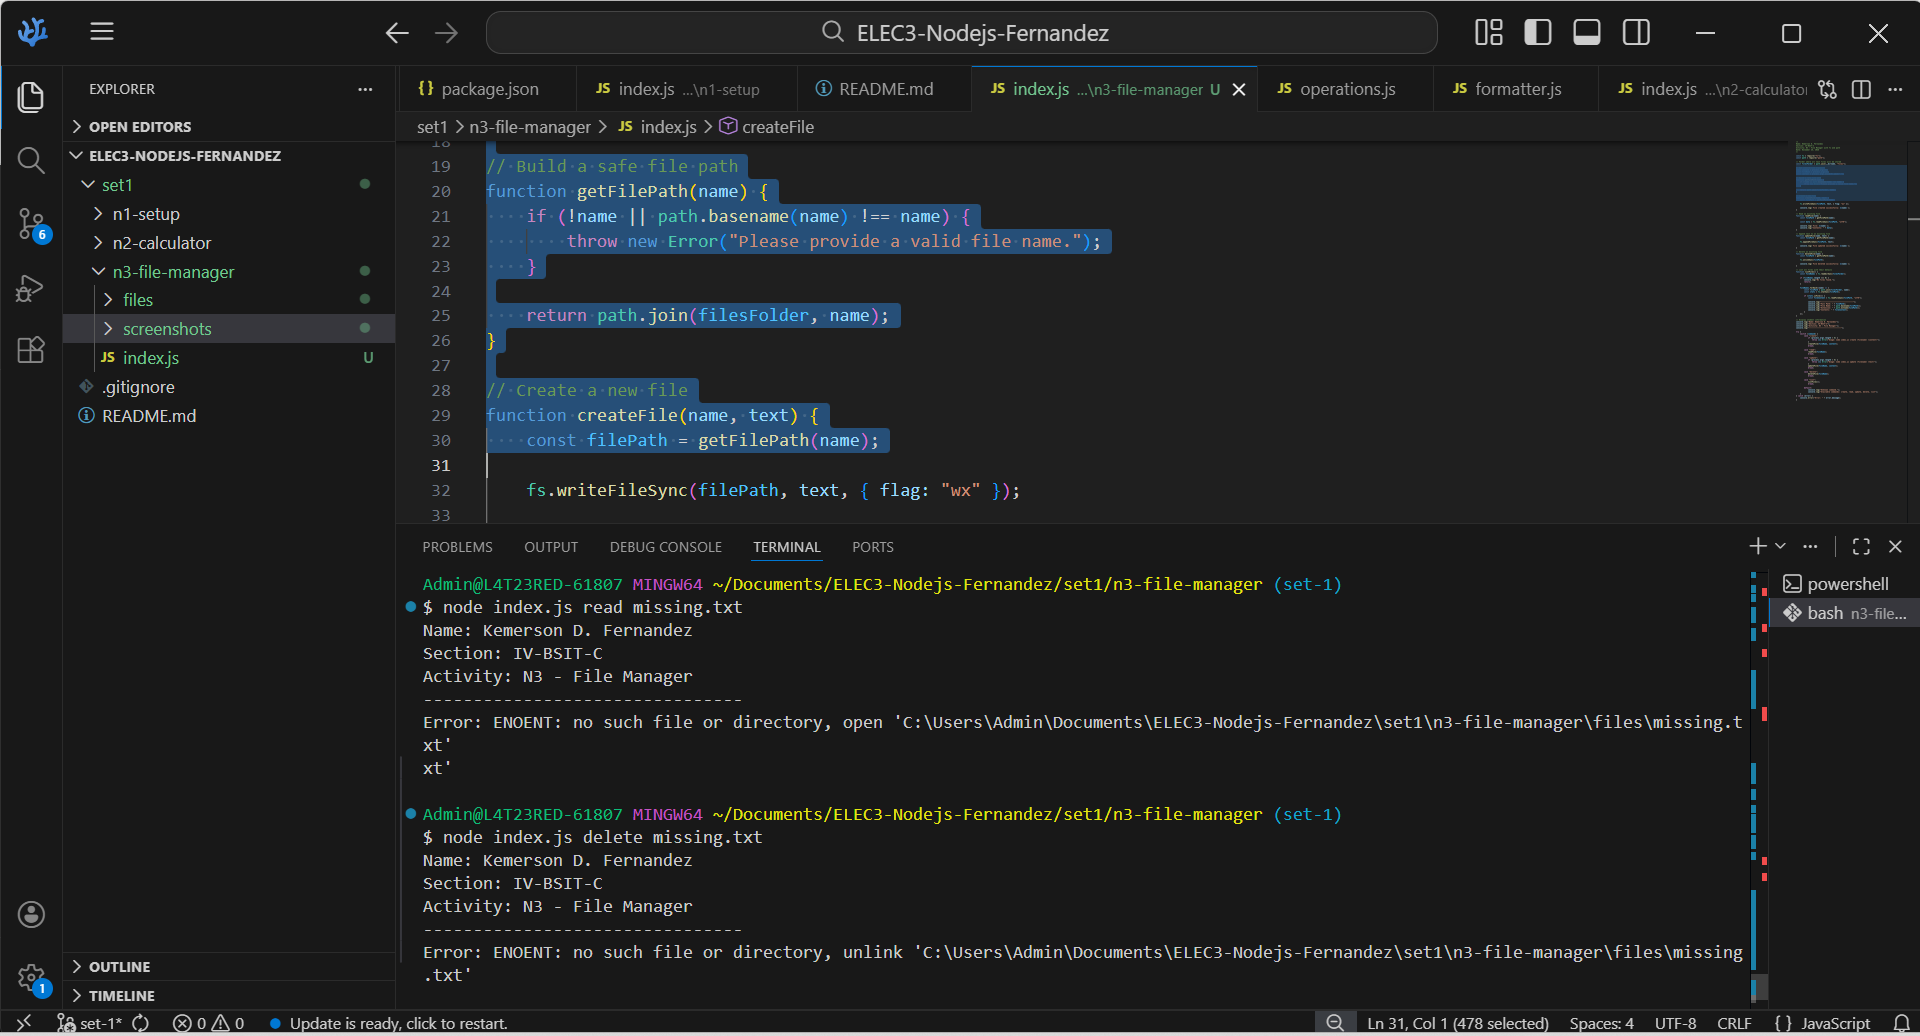 ELEC3-Nodejs-Fernandez
EXPLORER
OPEN EDITORS
ELEC3-NODEJS-FERNANDEZ
set1
n1-setup
n2-calculator
n3-file-manager
files
screenshots
JS index.js U
.gitignore
README.md
OUTLINE
TIMELINE
6
1
{} package.json
JS index.js ...\n1-setup
README.md
JS index.js ...\n3-file-manager U
JS operations.js
JS formatter.js
JS index.js ...\n2-calculator
set1 > n3-file-manager > JS index.js > createFile
18
19 // Build a safe file path
20 function getFilePath(name) {
21 if (!name || path.basename(name) !== name) {
22 throw new Error("Please provide a valid file name.");
23 }
24
25 return path.join(filesFolder, name);
26 }
27
28 // Create a new file
29 function createFile(name, text) {
30 const filePath = getFilePath(name);
31
32 fs.writeFileSync(filePath, text, { flag: "wx" });
33
PROBLEMS OUTPUT DEBUG CONSOLE TERMINAL PORTS
powershell
bash n3-file...
Admin@L4T23RED-61807 MINGW64 ~/Documents/ELEC3-Nodejs-Fernandez/set1/n3-file-manager (set-1)
$ node index.js read missing.txt
Name: Kemerson D. Fernandez
Section: IV-BSIT-C
Activity: N3 - File Manager
--------------------------------
Error: ENOENT: no such file or directory, open 'C:\Users\Admin\Documents\ELEC3-Nodejs-Fernandez\set1\n3-file-manager\files\missing.t
xt'
xt'
Admin@L4T23RED-61807 MINGW64 ~/Documents/ELEC3-Nodejs-Fernandez/set1/n3-file-manager (set-1)
$ node index.js delete missing.txt
Name: Kemerson D. Fernandez
Section: IV-BSIT-C
Activity: N3 - File Manager
--------------------------------
Error: ENOENT: no such file or directory, unlink 'C:\Users\Admin\Documents\ELEC3-Nodejs-Fernandez\set1\n3-file-manager\files\missing
.txt'
set-1* 0 0 Update is ready, click to restart. Ln 31, Col 1 (478 selected) Spaces: 4 UTF-8 CRLF {} JavaScript